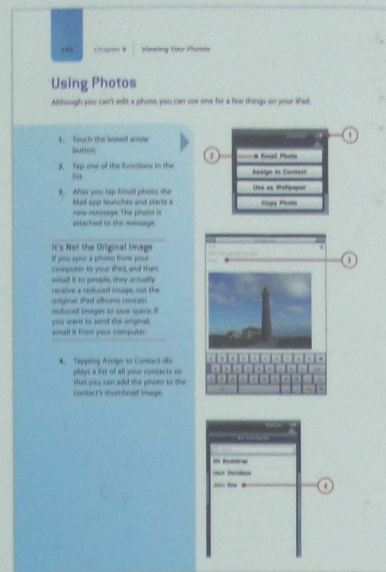 140 Chapter 9 Viewing Your Photos
Using Photos
Although you can't edit a photo, you can use one for a few things on your iPad.
1. Touch the boxed arrow
button.
2. Tap one of the functions in the
list.
3. After you tap Email photo, the
Mail app launches and starts a
new message. The photo is
attached to the message.
It's Not the Original Image
If you sync a photo from your
computer to your iPad, and then
email it to people, they actually
receive a reduced image, not the
original. iPad albums contain
reduced images to save space. If
you want to send the original,
email it from your computer.
4. Tapping Assign to Contact dis-
plays a list of all your contacts so
that you can add the photo to the
contact's thumbnail image.
1
2
Email Photo
Assign to Contact
Use as Wallpaper
Copy Photo
3
All Contacts
John Doe
4